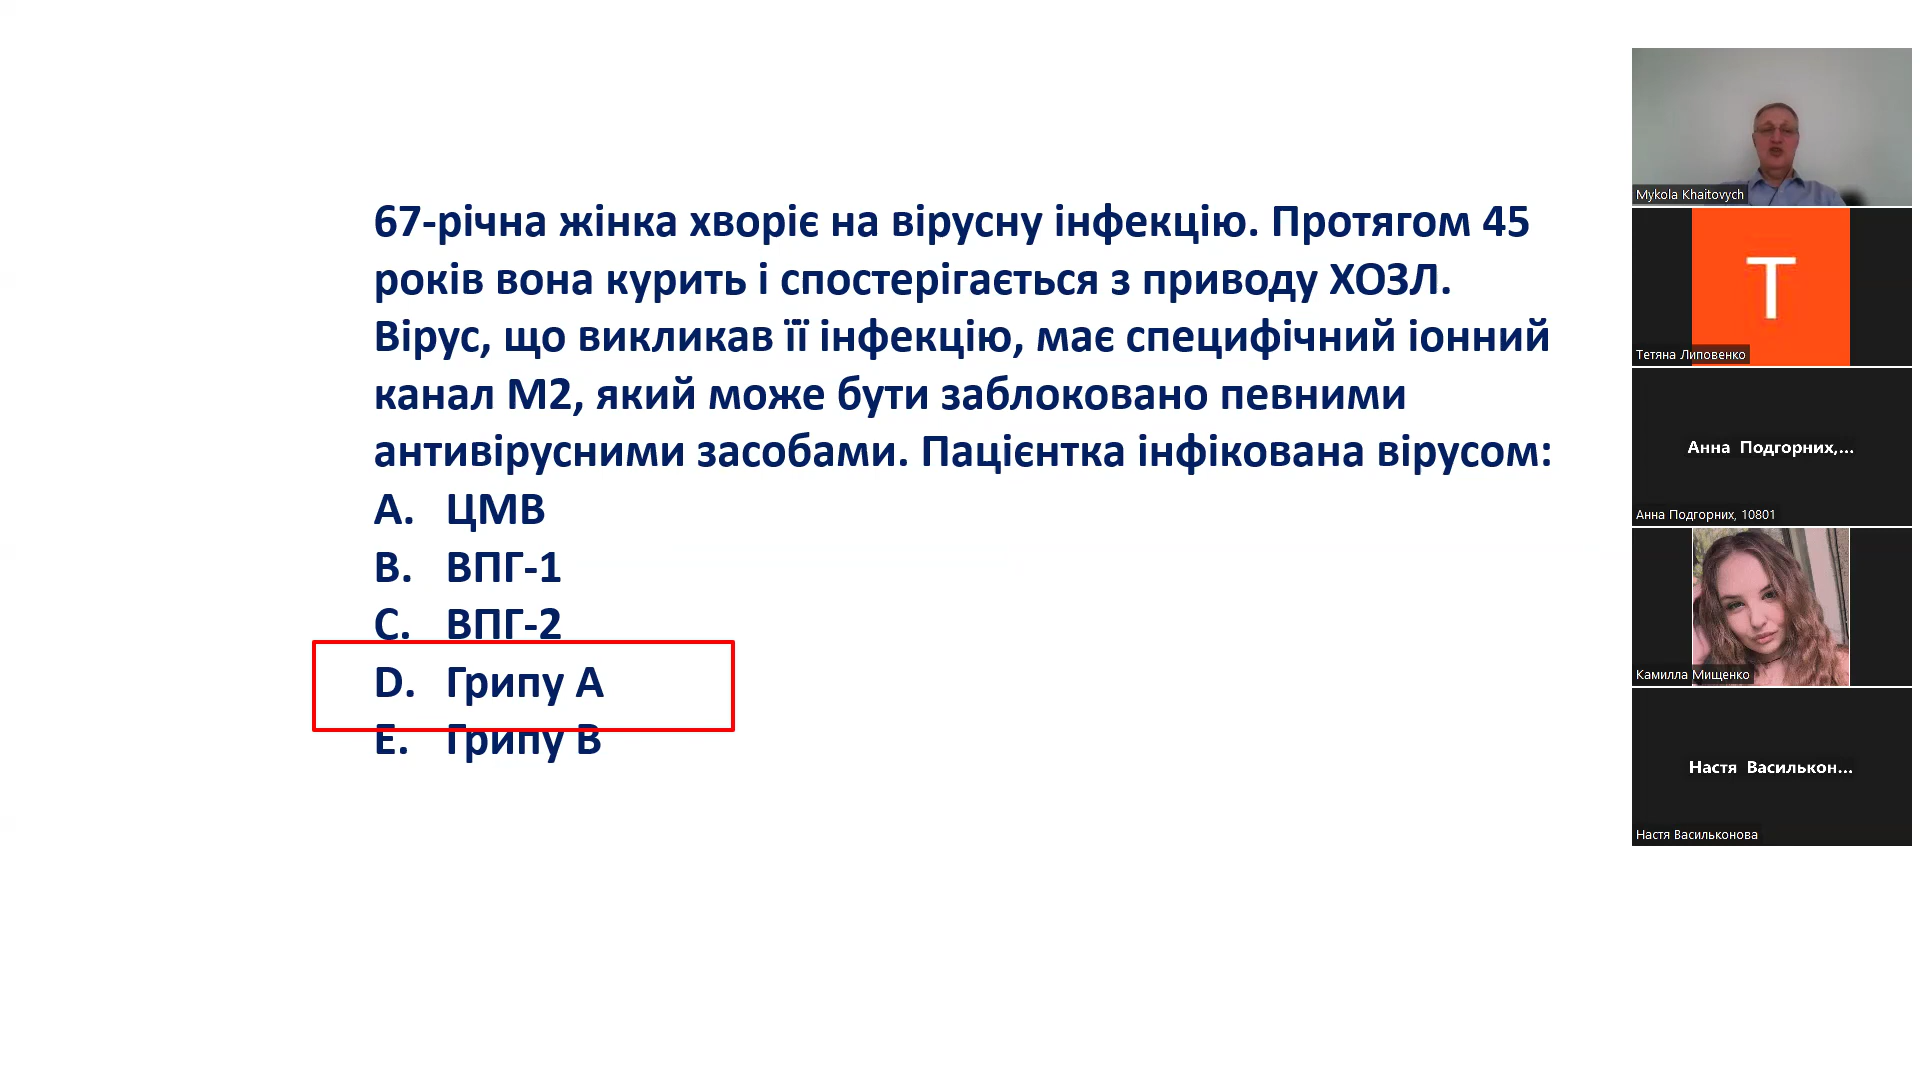 67-річна жінка хворіє на вірусну інфекцію. Протягом 45
років вона курить і спостерігається з приводу ХОЗЛ.
Вірус, що викликав її інфекцію, має специфічний іонний
канал М2, який може бути заблоковано певними
антивірусними засобами. Пацієнтка інфікована вірусом:
A. ЦМВ
B. ВПГ-1
C. ВПГ-2
D. Грипу А
E. Грипу В
Mykola Khaitovych
T
Тетяна Липовенко
Анна Подгорних,...
Анна Подгорних, 10801
Камилла Мищенко
Настя Василькон...
Настя Васильконова